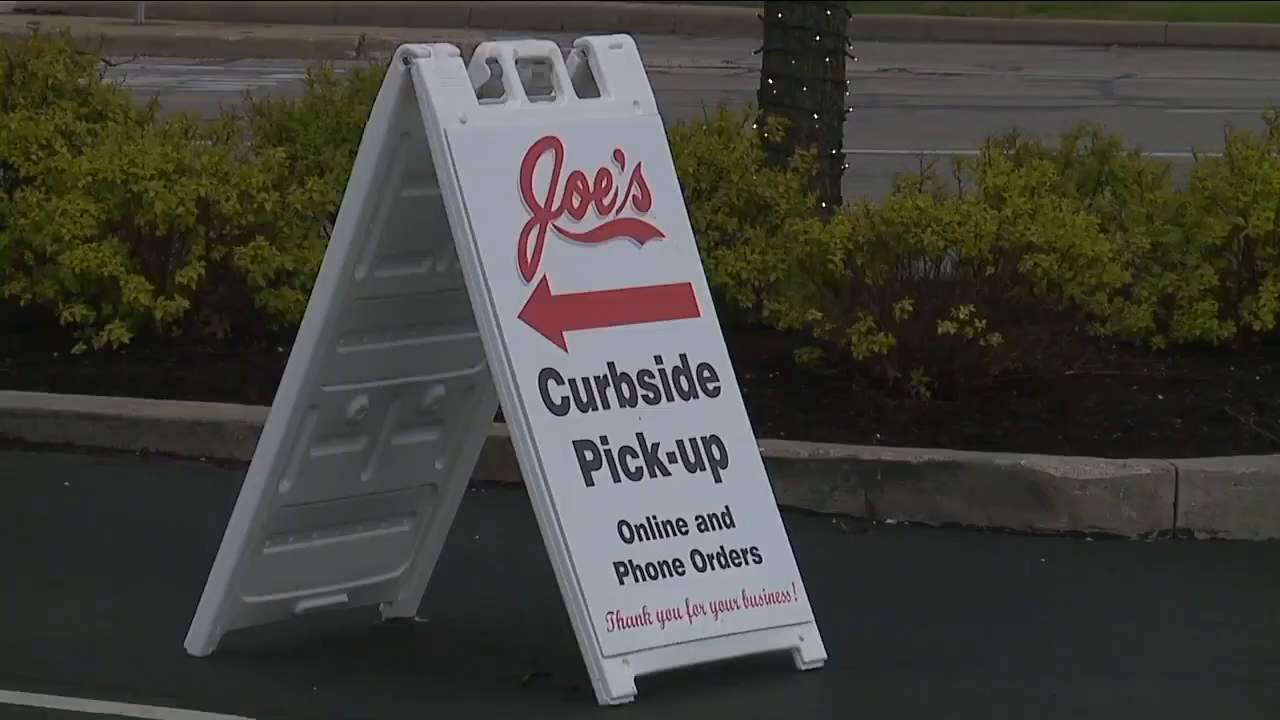 Joe's
Curbside
Pick-up
Online and
Phone Orders
Thank you for your business!